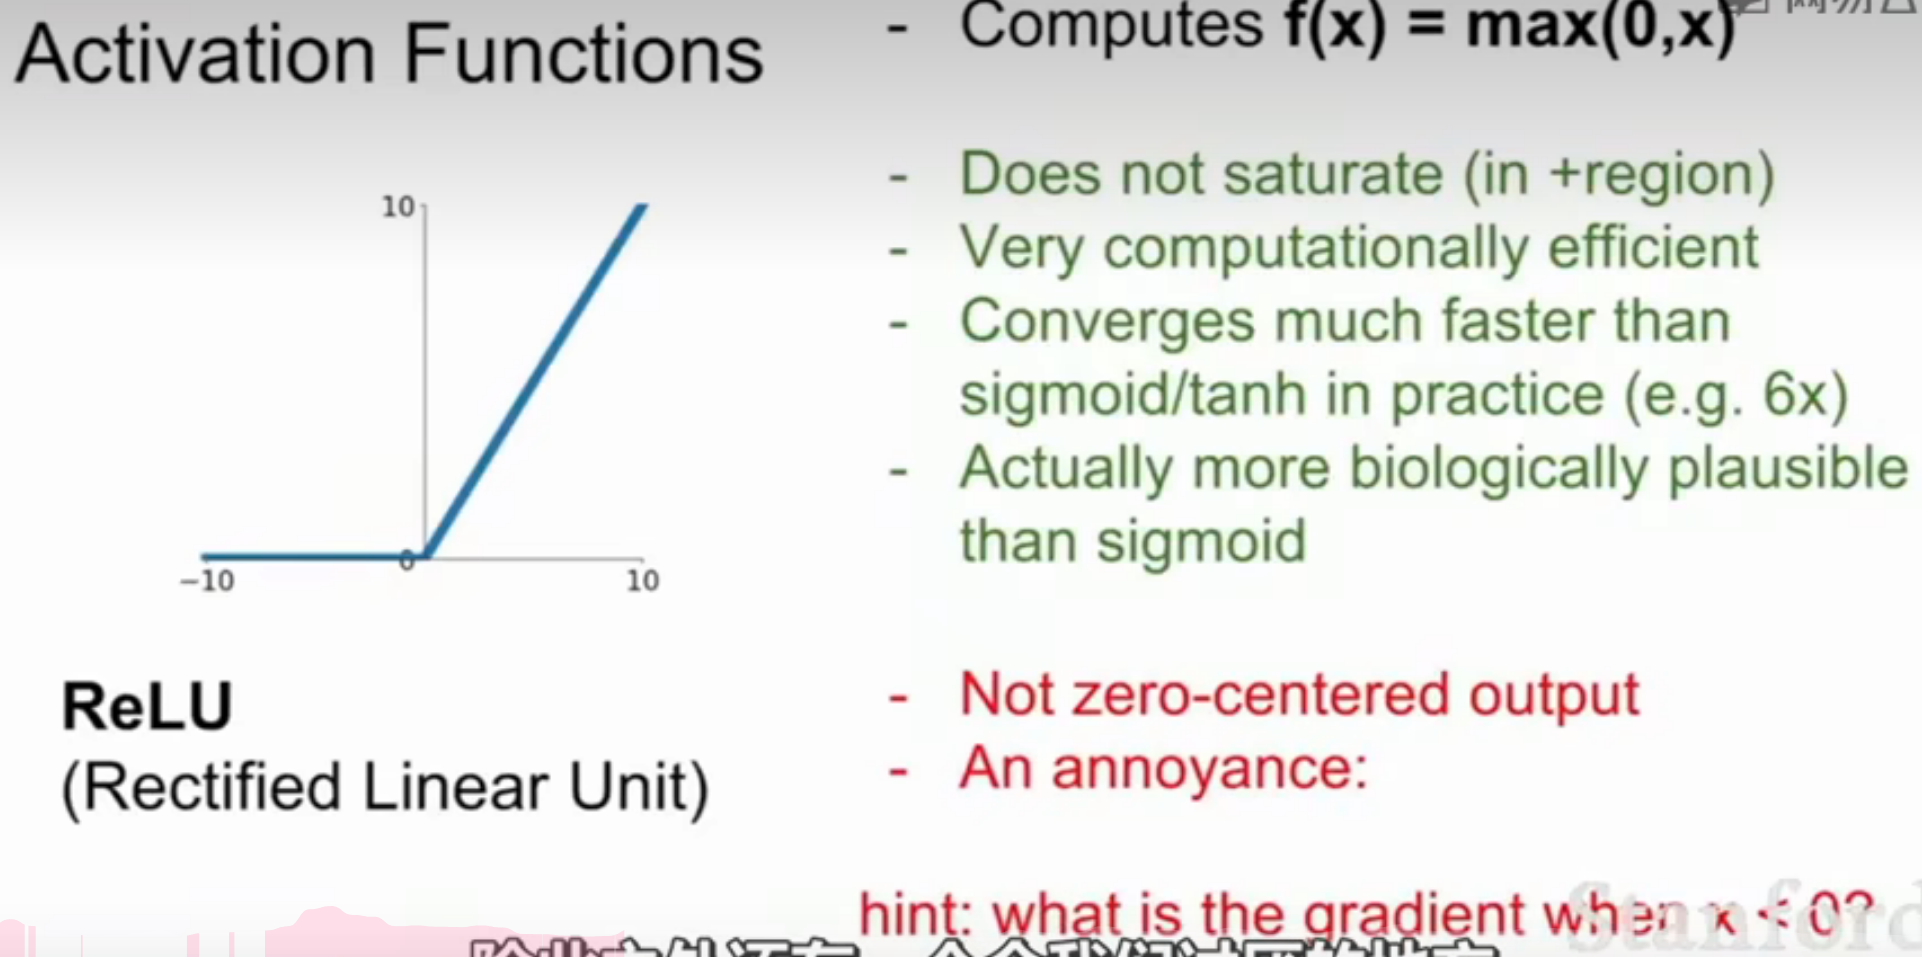 Activation Functions
- Computes f(x) = max(0,x)
- Does not saturate (in +region)
- Very computationally efficient
- Converges much faster than
sigmoid/tanh in practice (e.g. 6x)
- Actually more biologically plausible
than sigmoid
10
0
−10
10
ReLU
(Rectified Linear Unit)
- Not zero-centered output
- An annoyance:
hint: what is the gradient when x < 0?
Stanford